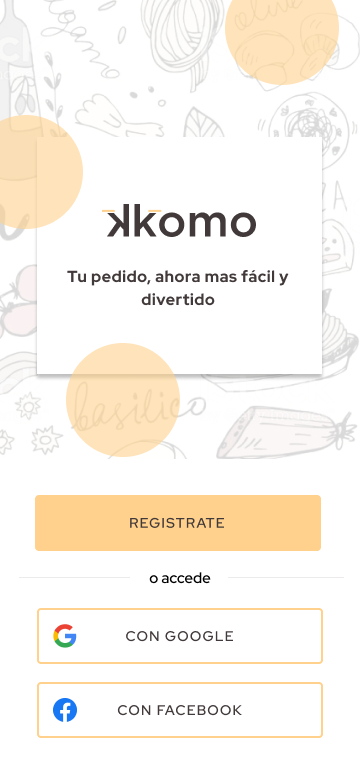 olive
kkomo
Tu pedido, ahora mas fácil y
divertido
basilico
REGISTRATE
o accede
CON GOOGLE
CON FACEBOOK